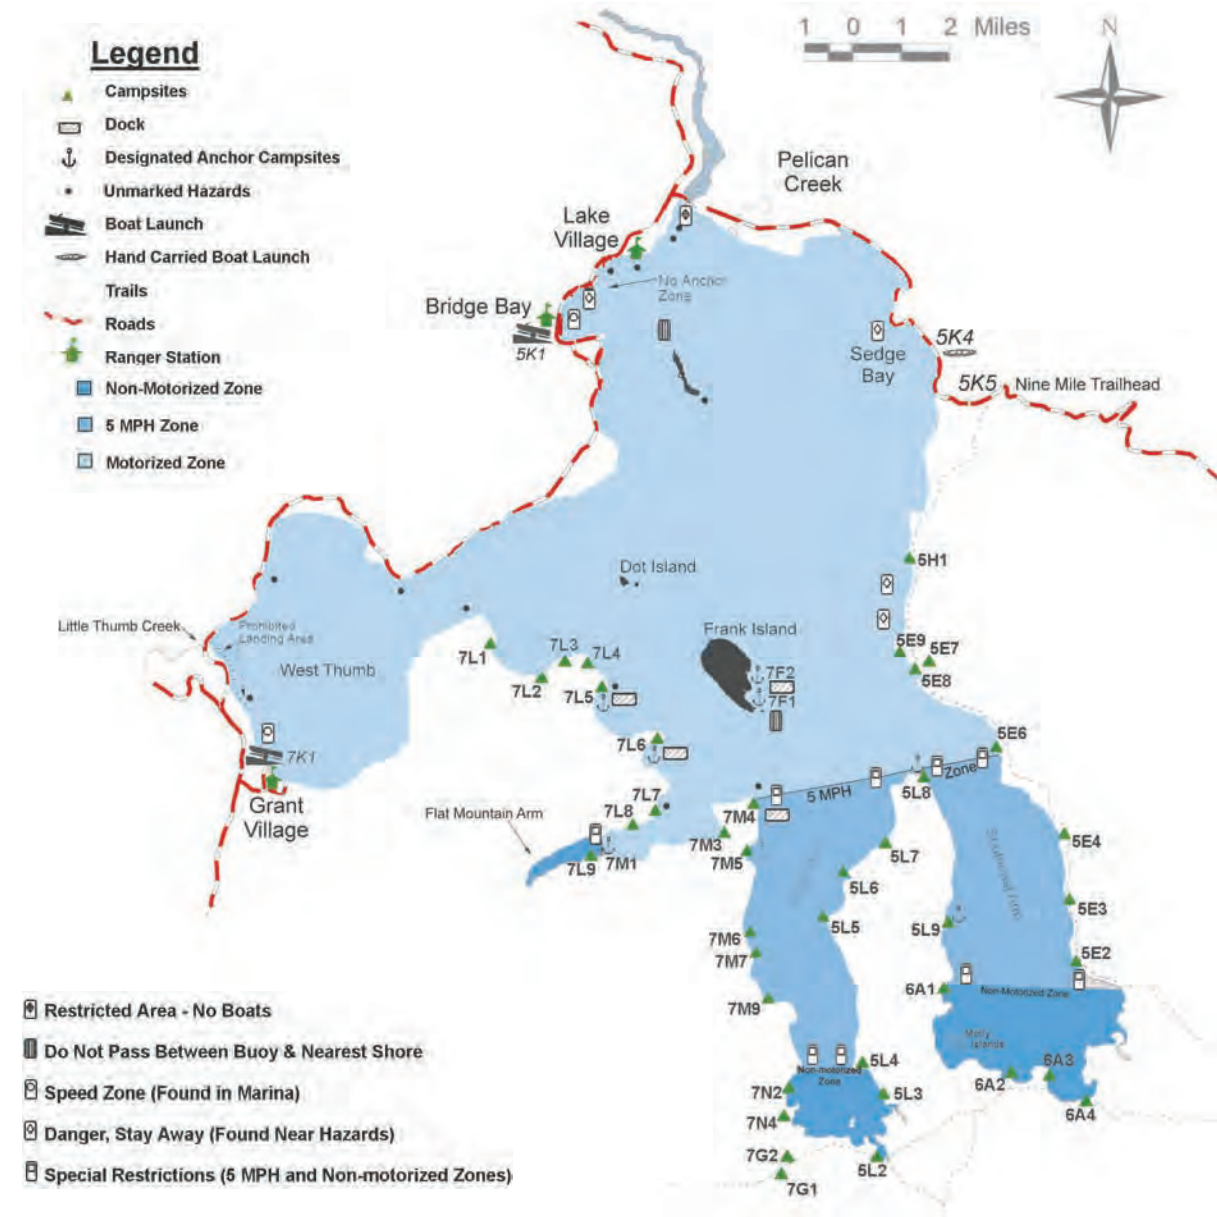 1 0 1 2 Miles
N
Legend
Campsites
Dock
Designated Anchor Campsites
Unmarked Hazards
Boat Launch
Hand Carried Boat Launch
Trails
Roads
Ranger Station
Non-Motorized Zone
5 MPH Zone
Motorized Zone
Pelican
Creek
Lake
Village
No Anchor
Zone
Bridge Bay
5K1
Sedge
Bay
5K4
5K5
Nine Mile Trailhead
5H1
Dot Island
Little Thumb Creek
Prohibited
Landing Area
West Thumb
Frank Island
7L1
7L3
7L4
7L2
7L5
7F2
7F1
5E9
5E7
5E8
7L6
5E6
7K1
Grant
Village
5 MPH
Zone
5L8
7L7
7L8
7M4
Flat Mountain Arm
7M3
7M5
7L9
7M1
5L7
5E4
5L6
5L5
5E3
5L9
7M6
7M7
5E2
6A1
Non-Motorized Zone
7M9
Molly
Islands
5L4
Non-motorized
Zone
6A3
6A2
7N2
5L3
6A4
7N4
7G2
5L2
7G1
Restricted Area - No Boats
Do Not Pass Between Buoy & Nearest Shore
Speed Zone (Found in Marina)
Danger, Stay Away (Found Near Hazards)
Special Restrictions (5 MPH and Non-motorized Zones)